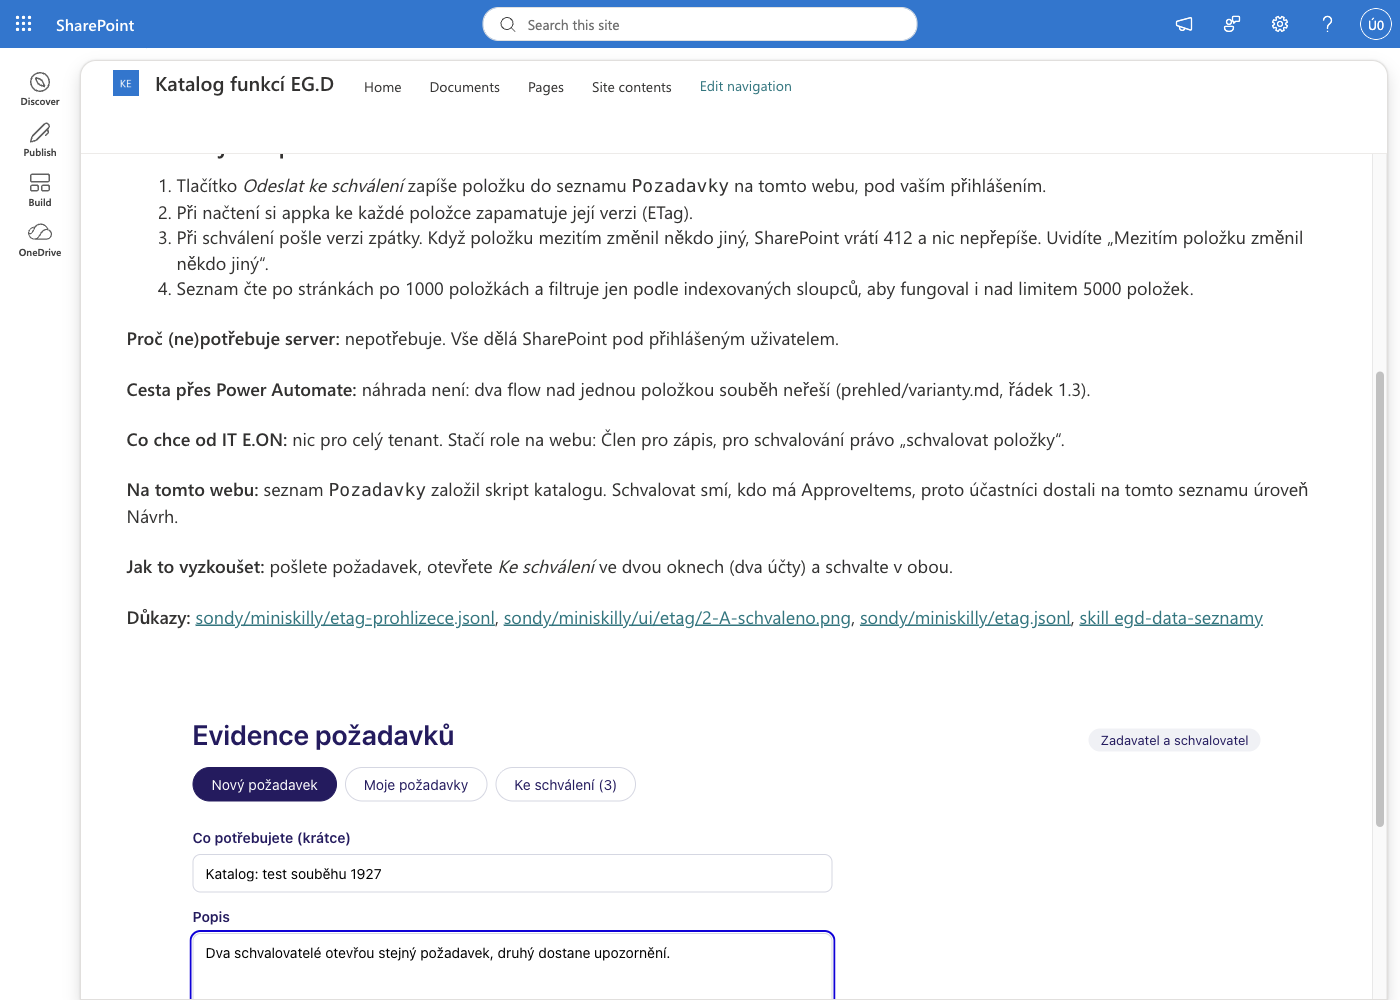 SharePoint
Search this site
Ú0
Discover
Publish
Build
OneDrive
KE
Katalog funkcí EG.D
Home
Documents
Pages
Site contents
Edit navigation
1. Tlačítko Odeslat ke schválení zapíše položku do seznamu Pozadavky na tomto webu, pod vaším přihlášením.
2. Při načtení si appka ke každé položce zapamatuje její verzi (ETag).
3. Při schválení pošle verzi zpátky. Když položku mezitím změnil někdo jiný, SharePoint vrátí 412 a nic nepřepíše. Uvidíte „Mezitím položku změnil
někdo jiný“.
4. Seznam čte po stránkách po 1000 položkách a filtruje jen podle indexovaných sloupců, aby fungoval i nad limitem 5000 položek.
Proč (ne)potřebuje server: nepotřebuje. Vše dělá SharePoint pod přihlášeným uživatelem.
Cesta přes Power Automate: náhrada není: dva flow nad jednou položkou souběh neřeší (prehled/varianty.md, řádek 1.3).
Co chce od IT E.ON: nic pro celý tenant. Stačí role na webu: Člen pro zápis, pro schvalování právo „schvalovat položky“.
Na tomto webu: seznam Pozadavky založil skript katalogu. Schvalovat smí, kdo má ApproveItems, proto účastníci dostali na tomto seznamu úroveň
Návrh.
Jak to vyzkoušet: pošlete požadavek, otevřete Ke schválení ve dvou oknech (dva účty) a schvalte v obou.
Důkazy: sondy/miniskilly/etag-prohlizece.jsonl, sondy/miniskilly/ui/etag/2-A-schvaleno.png, sondy/miniskilly/etag.jsonl, skill egd-data-seznamy
Evidence požadavků
Zadavatel a schvalovatel
Nový požadavek
Moje požadavky
Ke schválení (3)
Co potřebujete (krátce)
Katalog: test souběhu 1927
Popis
Dva schvalovatelé otevřou stejný požadavek, druhý dostane upozornění.